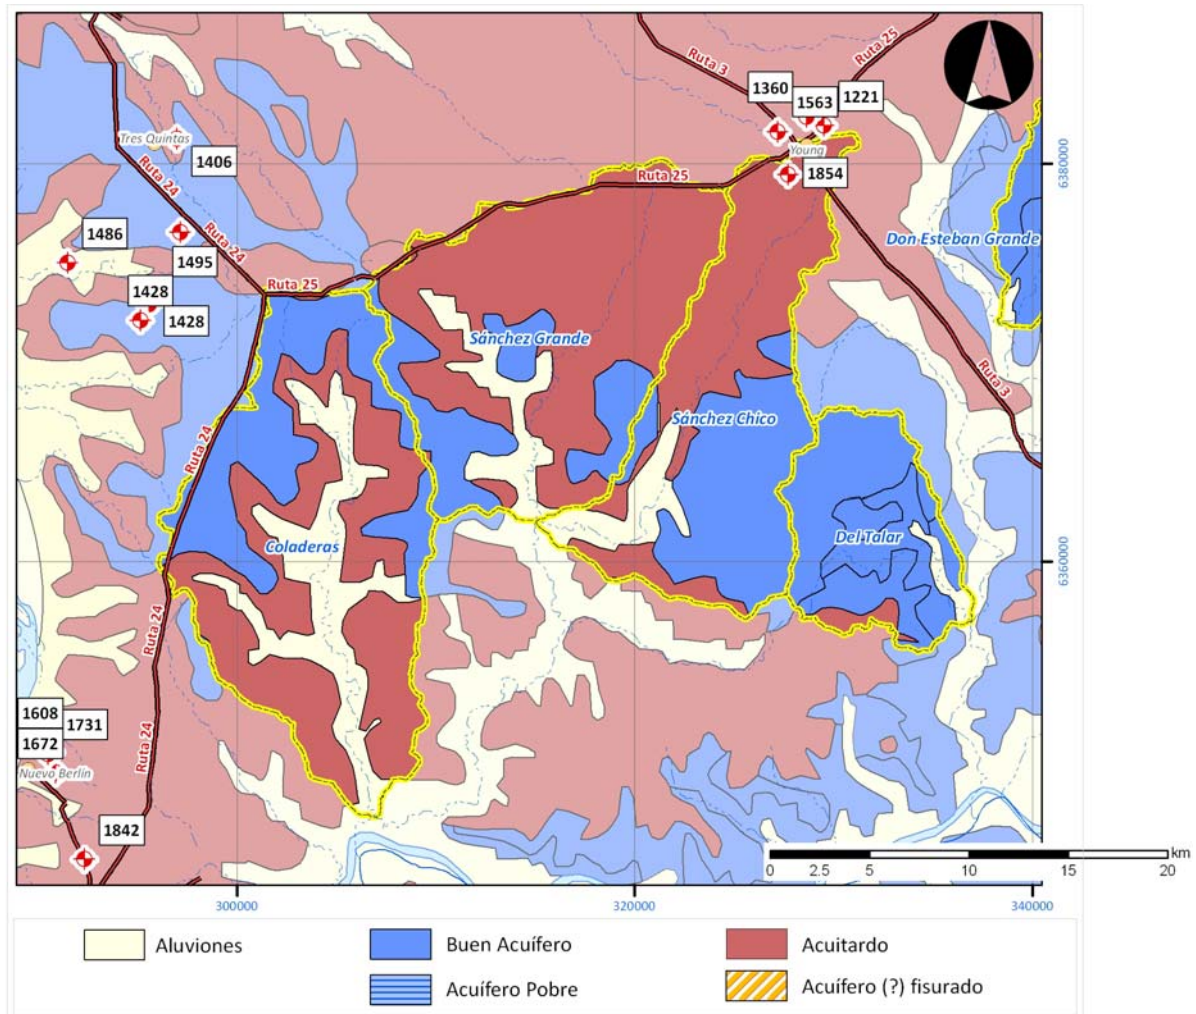 Ruta 3
Ruta 25
1360
1563
1221
Tres Quintas
1406
Ruta 24
Young
1854
6380000
Ruta 25
1486
Ruta 24
1495
Don Esteban Grande
Ruta 25
1428
1428
Sánchez Grande
Ruta 3
Sánchez Chico
Ruta 24
Coladeras
Del Talar
6360000
Ruta 24
1608
1731
1672
Ruta 24
Nuevo Berlín
1842
km
0
2.5
5
10
15
20
300000
320000
340000
Aluviones
Buen Acuífero
Acuitardo
Acuífero Pobre
Acuífero (?) fisurado